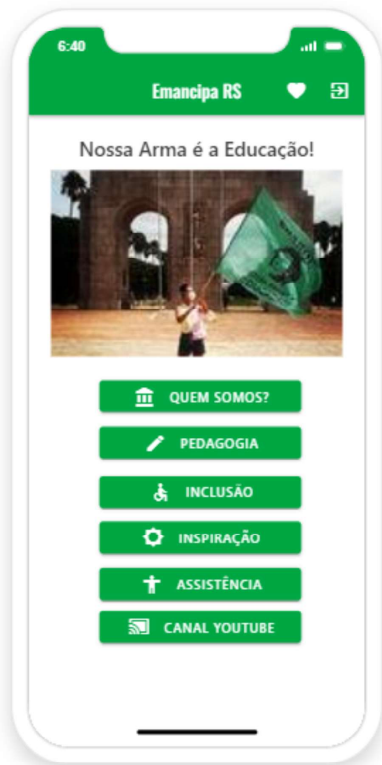 6:40
Emancipa RS
Nossa Arma é a Educação!
QUEM SOMOS?
PEDAGOGIA
INCLUSÃO
INSPIRAÇÃO
ASSISTÊNCIA
CANAL YOUTUBE